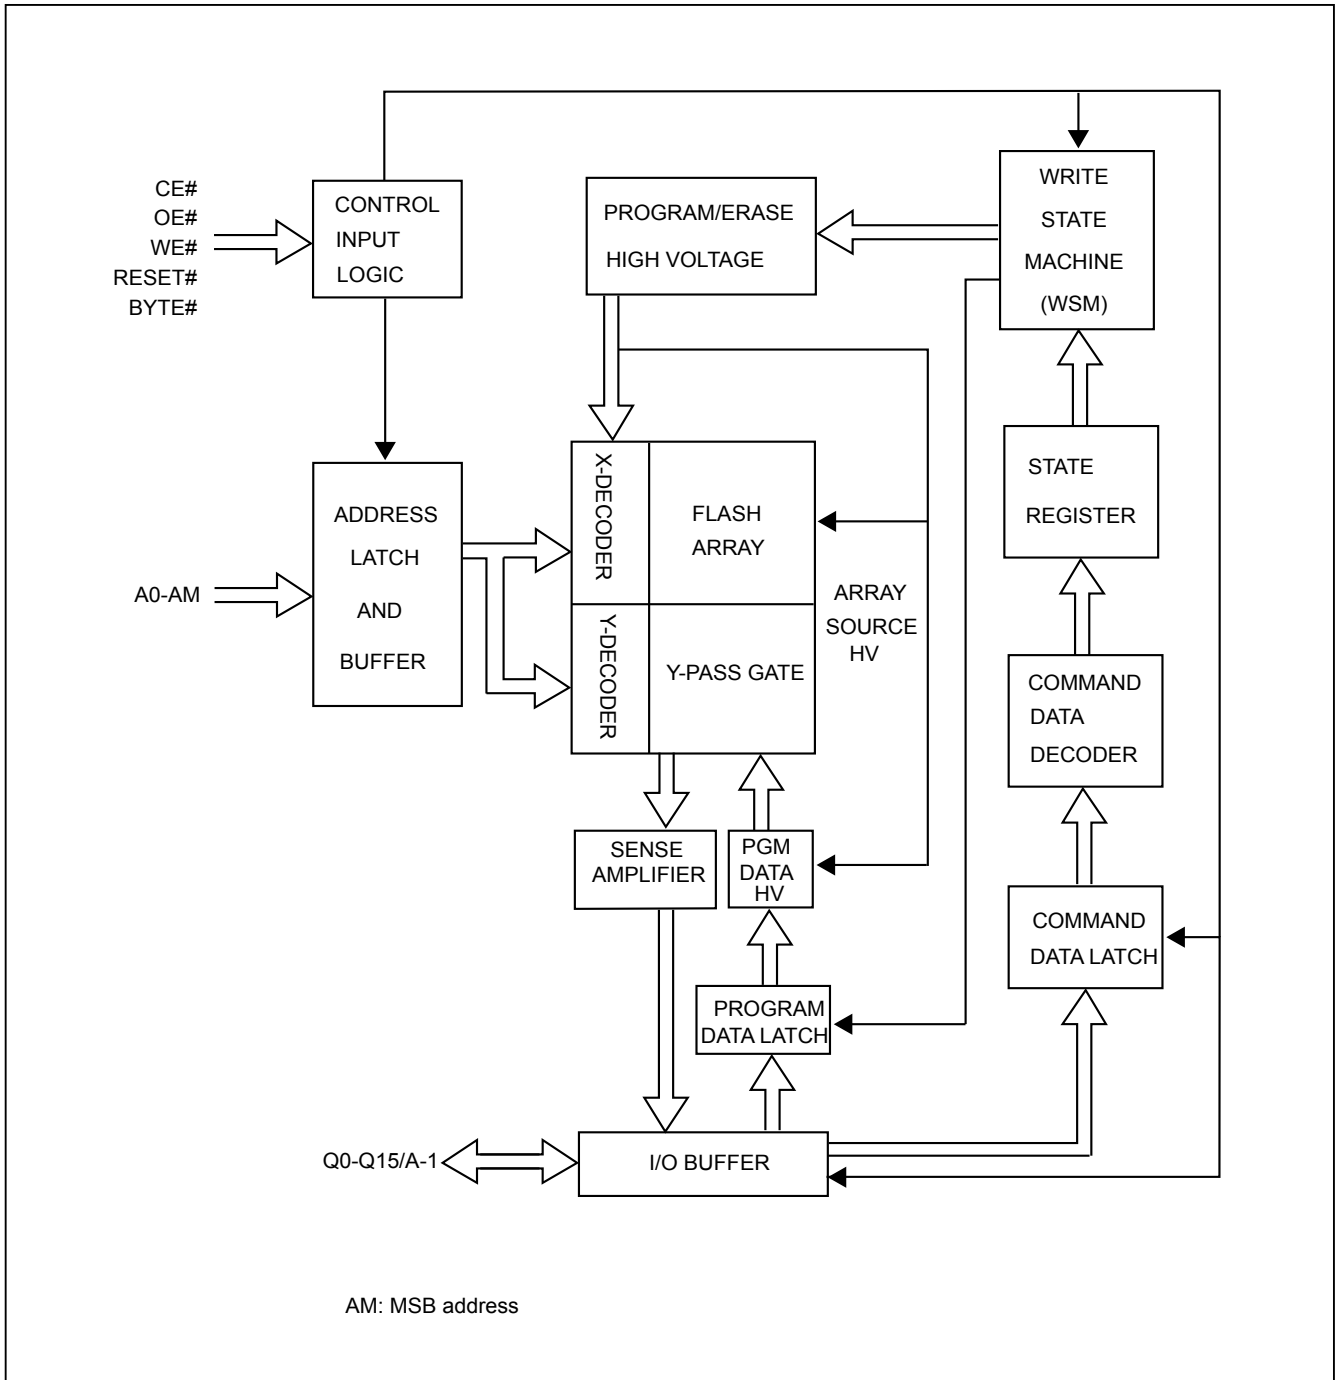 CE#
OE#
WE#
RESET#
BYTE#
CONTROL
INPUT
LOGIC
PROGRAM/ERASE
HIGH VOLTAGE
WRITE
STATE
MACHINE
(WSM)
STATE
REGISTER
A0-AM
ADDRESS
LATCH
AND
BUFFER
X-DECODER
FLASH
ARRAY
Y-DECODER
Y-PASS GATE
ARRAY
SOURCE
HV
COMMAND
DATA
DECODER
SENSE
AMPLIFIER
PGM
DATA
HV
COMMAND
DATA LATCH
PROGRAM
DATA LATCH
Q0-Q15/A-1
I/O BUFFER
AM: MSB address